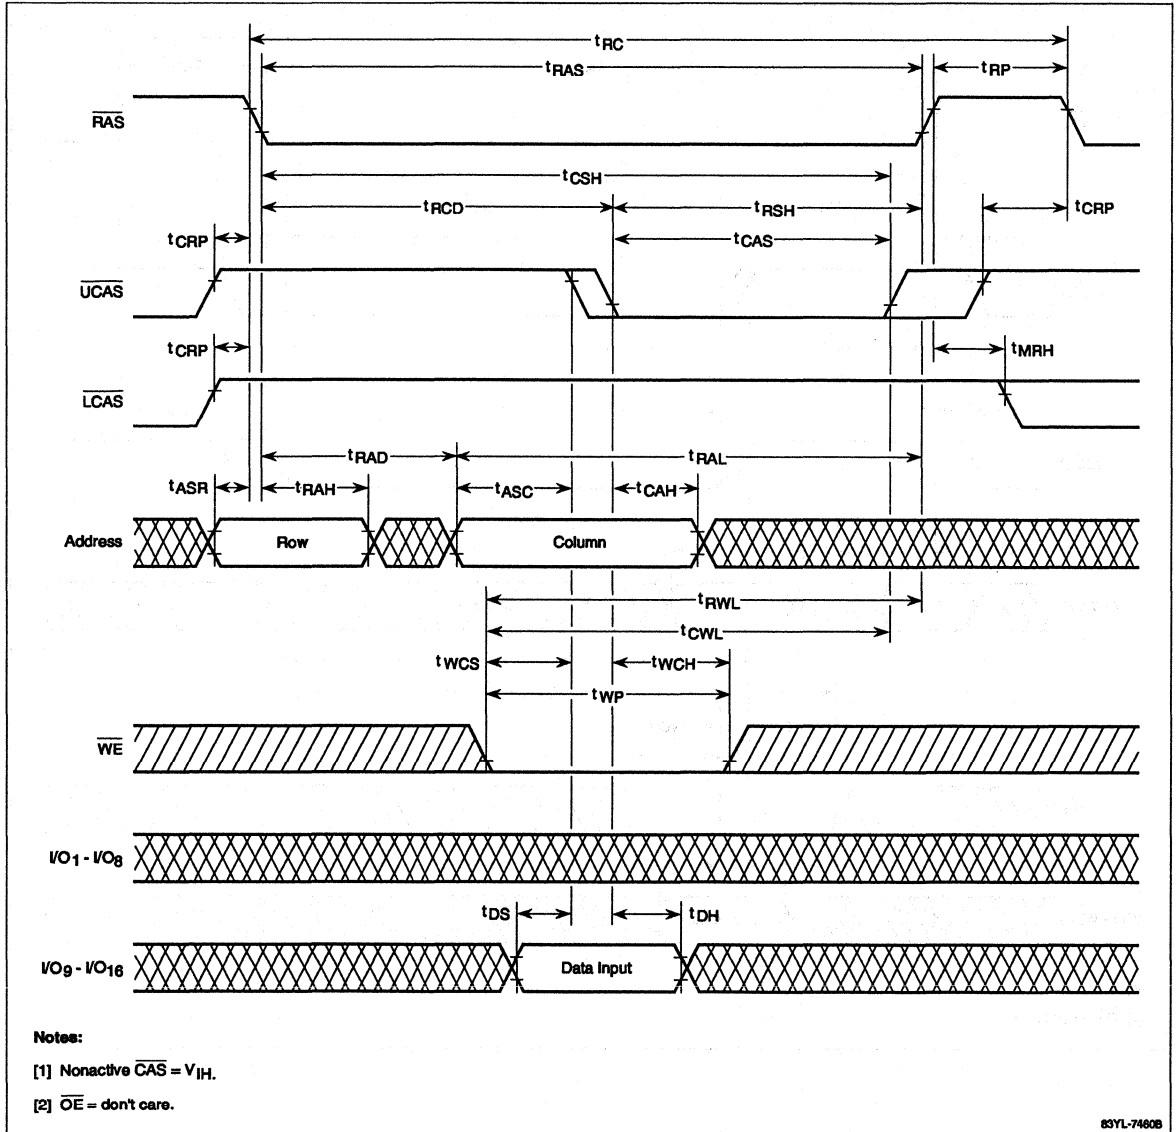 tRC
tRAS
tRP
RAS
tCSH
tRCD
tRSH
tCRP
tCRP
tCAS
UCAS
tCRP
tMRH
LCAS
tRAD
tRAL
tASR
tRAH
tASC
tCAH
Address
Row
Column
tRWL
tCWL
tWCS
tWCH
tWP
WE
I/O1 - I/O8
tDS
tDH
I/O9 - I/O16
Data Input
Notes:
[1] Nonactive CAS = VIH.
[2] OE = don't care.
83YL-7460B